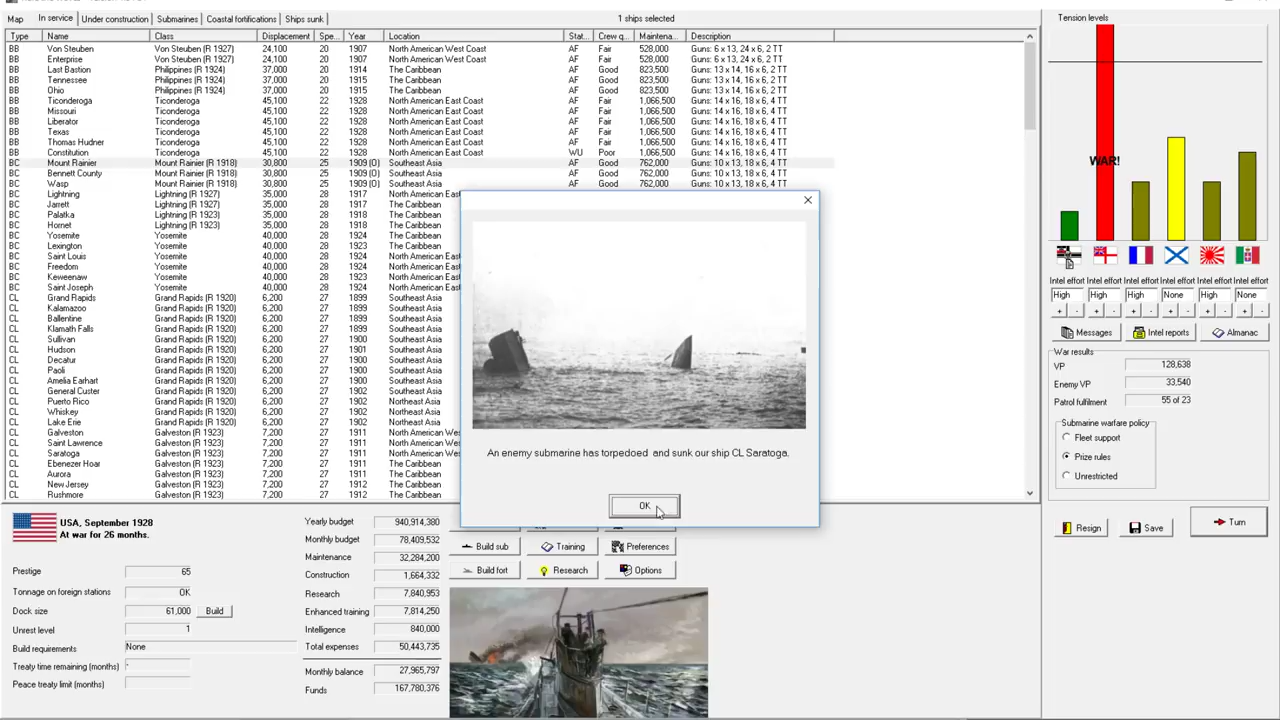 Map In service Under construction Submarines Coastal fortifications Ships sunk 1 ships selected
Type Name Class Displacement Spe... Year Location Stat... Crew q... Maintena... Description
BB Von Steuben Von Steuben (R 1927) 24,100 20 1907 North American West Coast AF Fair 528,000 Guns: 6 x 13, 24 x 6, 2 TT
BB Enterprise Von Steuben (R 1927) 24,100 20 1907 North American West Coast AF Fair 528,000 Guns: 6 x 13, 24 x 6, 2 TT
BB Last Bastion Philippines (R 1924) 37,000 20 1914 The Caribbean AF Good 823,500 Guns: 13 x 14, 16 x 6, 2 TT
BB Tennessee Philippines (R 1924) 37,000 20 1915 The Caribbean AF Good 823,500 Guns: 13 x 14, 16 x 6, 2 TT
BB Ohio Philippines (R 1924) 37,000 20 1915 The Caribbean AF Good 823,500 Guns: 13 x 14, 16 x 6, 2 TT
BB Ticonderoga Ticonderoga 45,100 22 1928 North American East Coast AF Fair 1,066,500 Guns: 14 x 16, 18 x 6, 4 TT
BB Missouri Ticonderoga 45,100 22 1928 North American East Coast AF Fair 1,066,500 Guns: 14 x 16, 18 x 6, 4 TT
BB Liberator Ticonderoga 45,100 22 1928 North American East Coast AF Fair 1,066,500 Guns: 14 x 16, 18 x 6, 4 TT
BB Texas Ticonderoga 45,100 22 1928 North American East Coast AF Fair 1,066,500 Guns: 14 x 16, 18 x 6, 4 TT
BB Thomas Hudner Ticonderoga 45,100 22 1928 North American East Coast AF Fair 1,066,500 Guns: 14 x 16, 18 x 6, 4 TT
BB Constitution Ticonderoga 45,100 22 1928 North American East Coast WU Poor 1,066,500 Guns: 14 x 16, 18 x 6, 4 TT
BC Mount Rainier Mount Rainier (R 1918) 30,800 25 1909 (O) Southeast Asia AF Good 762,000 Guns: 10 x 13, 18 x 6, 4 TT
BC Bennett County Mount Rainier (R 1918) 30,800 25 1909 (O) Southeast Asia AF Good 762,000 Guns: 10 x 13, 18 x 6, 4 TT
BC Wasp Mount Rainier (R 1918) 30,800 25 1909 (O) Southeast Asia AF Good 762,000 Guns: 10 x 13, 18 x 6, 4 TT
BC Lightning Lightning (R 1927) 35,000 28 1917 North American Ea
BC Jarrett Lightning (R 1923) 35,000 28 1917 The Caribbean
BC Palatka Lightning (R 1923) 35,000 28 1918 The Caribbean
BC Hornet Lightning (R 1923) 35,000 28 1918 The Caribbean
BC Yosemite Yosemite 40,000 28 1924 The Caribbean
BC Lexington Yosemite 40,000 28 1923 The Caribbean
BC Saint Louis Yosemite 40,000 28 1924 The Caribbean
BC Freedom Yosemite 40,000 28 1924 The Caribbean
BC Keweenaw Yosemite 40,000 28 1923 The Caribbean
BC Saint Joseph Yosemite 40,000 28 1924 The Caribbean
CL Grand Rapids Grand Rapids (R 1920) 6,200 27 1899 Southeast Asia
CL Kalamazoo Grand Rapids (R 1920) 6,200 27 1899 Southeast Asia
CL Ballentine Grand Rapids (R 1920) 6,200 27 1899 Southeast Asia
CL Klamath Falls Grand Rapids (R 1920) 6,200 27 1899 Southeast Asia
CL Sullivan Grand Rapids (R 1920) 6,200 27 1900 Southeast Asia
CL Hudson Grand Rapids (R 1920) 6,200 27 1901 Southeast Asia
CL Decatur Grand Rapids (R 1920) 6,200 27 1900 Southeast Asia
CL Paoli Grand Rapids (R 1920) 6,200 27 1901 Southeast Asia
CL Amelia Earhart Grand Rapids (R 1920) 6,200 27 1900 Southeast Asia
CL General Custer Grand Rapids (R 1920) 6,200 27 1901 Southeast Asia
CL Puerto Rico Grand Rapids (R 1920) 6,200 27 1902 Southeast Asia
CL Whiskey Grand Rapids (R 1920) 6,200 27 1902 Northeast Asia
CL Lake Erie Grand Rapids (R 1920) 6,200 27 1902 Northeast Asia
CL Galveston Galveston (R 1923) 7,200 27 1911 North American We
CL Saint Lawrence Galveston (R 1923) 7,200 27 1911 North American We
CL Saratoga Galveston (R 1923) 7,200 27 1911 North American We
CL Ebenezer Hoar Galveston (R 1923) 7,200 27 1911 The Caribbean
CL Aurora Galveston (R 1923) 7,200 27 1911 The Caribbean
CL New Jersey Galveston (R 1923) 7,200 27 1912 The Caribbean
CL Rushmore Galveston (R 1923) 7,200 27 1912 The Caribbean
An enemy submarine has torpedoed and sunk our ship CL Saratoga.
OK
Tension levels
WAR!
Intel effort Intel effort Intel effort Intel effort Intel effort Intel effort
High High High None High None
+ - + - + - + - + - + -
Messages Intel reports Almanac
War results
VP 128,638
Enemy VP 33,540
Patrol fulfilment 55 of 23
Submarine warfare policy
Fleet support
Prize rules
Unrestricted
Resign Save Turn
USA, September 1928
At war for 26 months.
Prestige 65
Tonnage on foreign stations OK
Dock size 61,000 Build
Unrest level 1
Build requirements None
Treaty time remaining (months) -
Peace treaty limit (months)
Yearly budget 940,914,380
Monthly budget 78,409,532
Maintenance 32,284,200
Construction 1,664,332
Research 7,840,953
Enhanced training 7,814,250
Intelligence 840,000
Total expenses 50,443,735
Monthly balance 27,965,797
Funds 167,780,376
Build sub Training Preferences
Build fort Research Options